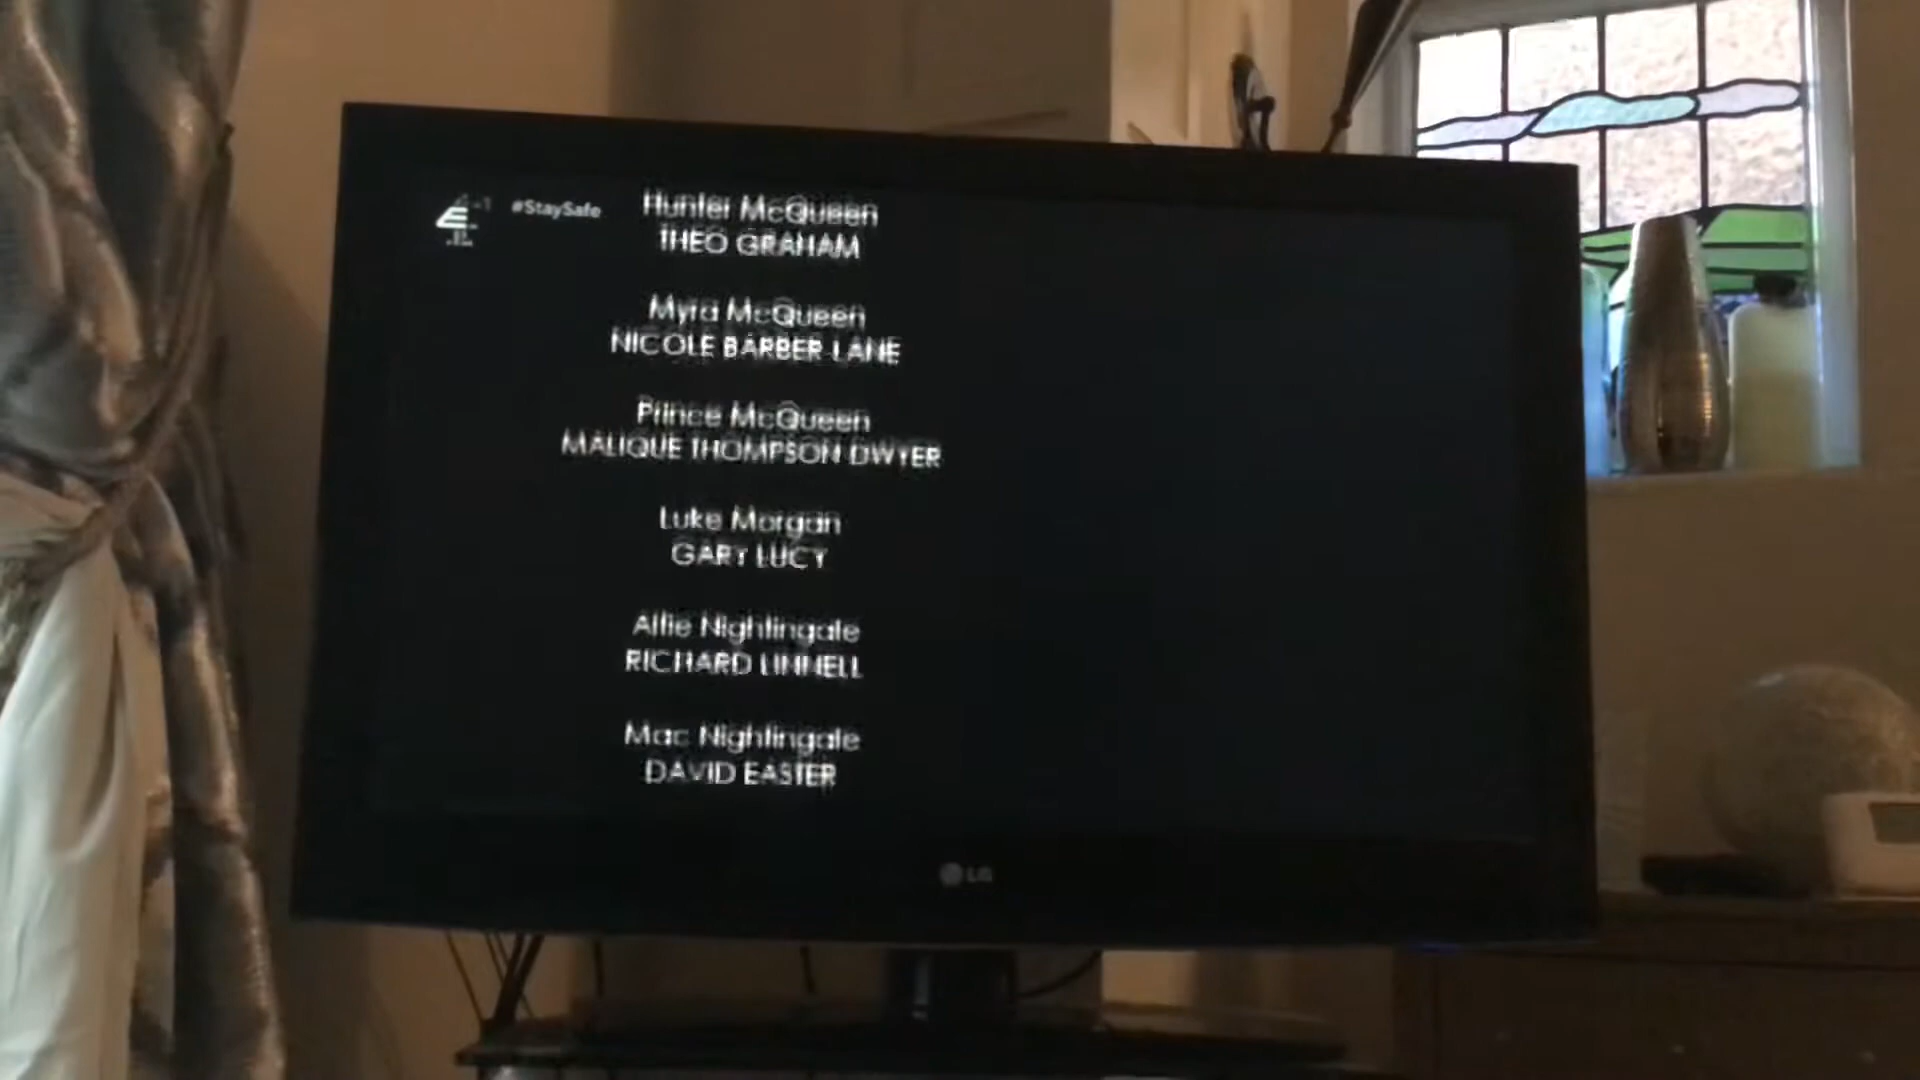 #StaySafe
Hunter McQueen
THEO GRAHAM
Myra McQueen
NICOLE BARBER-LANE
Prince McQueen
MALIQUE THOMPSON-DWYER
Luke Morgan
GARY LUCY
Alfie Nightingale
RICHARD LINNELL
Mac Nightingale
DAVID EASTER
LG